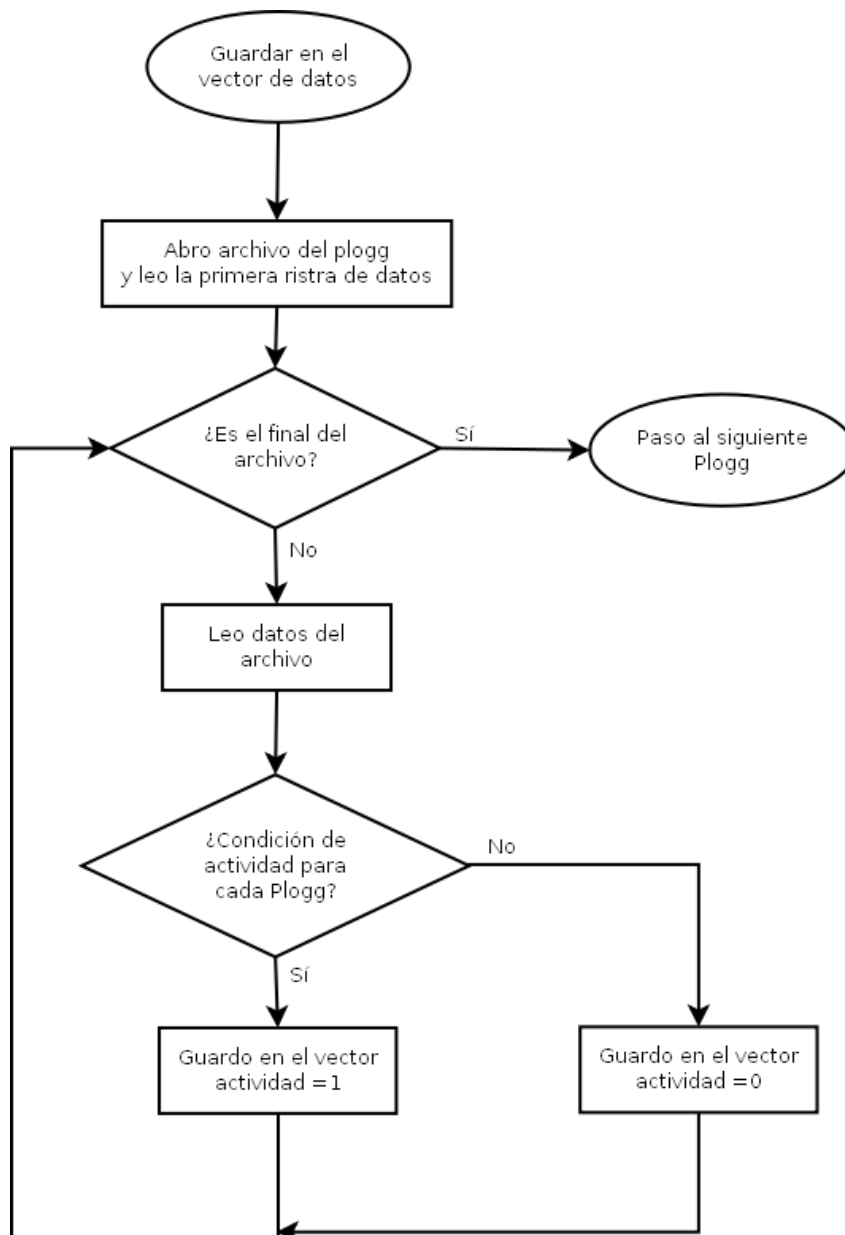 Guardar en el
vector de datos
Abro archivo del plogg
y leo la primera ristra de datos
¿Es el final del
archivo?
Sí
Paso al siguiente
Plogg
No
Leo datos del
archivo
¿Condición de
actividad para
cada Plogg?
No
Sí
Guardo en el vector
actividad =1
Guardo en el vector
actividad =0